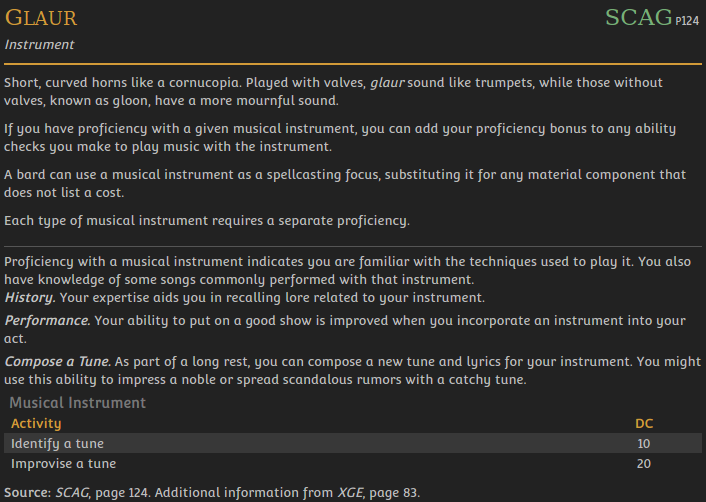 GLAUR SCAG P124
Instrument
Short, curved horns like a cornucopia. Played with valves, glaur sound like trumpets, while those without
valves, known as gloon, have a more mournful sound.
If you have proficiency with a given musical instrument, you can add your proficiency bonus to any ability
checks you make to play music with the instrument.
A bard can use a musical instrument as a spellcasting focus, substituting it for any material component that
does not list a cost.
Each type of musical instrument requires a separate proficiency.
Proficiency with a musical instrument indicates you are familiar with the techniques used to play it. You also
have knowledge of some songs commonly performed with that instrument.
History. Your expertise aids you in recalling lore related to your instrument.
Performance. Your ability to put on a good show is improved when you incorporate an instrument into your
act.
Compose a Tune. As part of a long rest, you can compose a new tune and lyrics for your instrument. You might
use this ability to impress a noble or spread scandalous rumors with a catchy tune.
Musical Instrument
Activity DC
Identify a tune 10
Improvise a tune 20
Source: SCAG, page 124. Additional information from XGE, page 83.